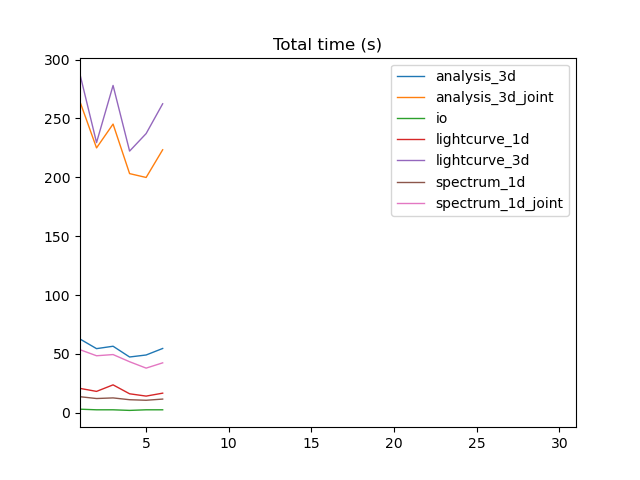 Total time (s)
300
250
200
150
100
50
0
5 10 15 20 25 30
analysis_3d
analysis_3d_joint
io
lightcurve_1d
lightcurve_3d
spectrum_1d
spectrum_1d_joint